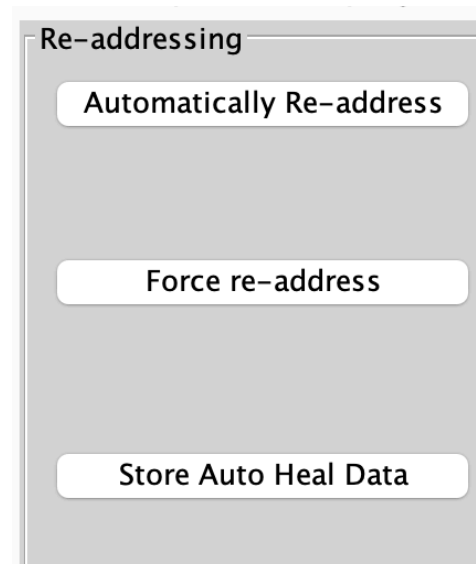 Re-addressing
Automatically Re-address
Force re-address
Store Auto Heal Data